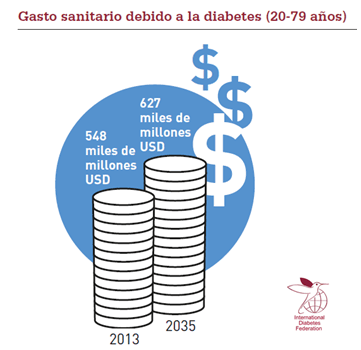 Gasto sanitario debido a la diabetes (20-79 años)
$
$
$
627
miles de
millones
USD
548
miles de
millones
USD
2013
2035
International
Diabetes
Federation